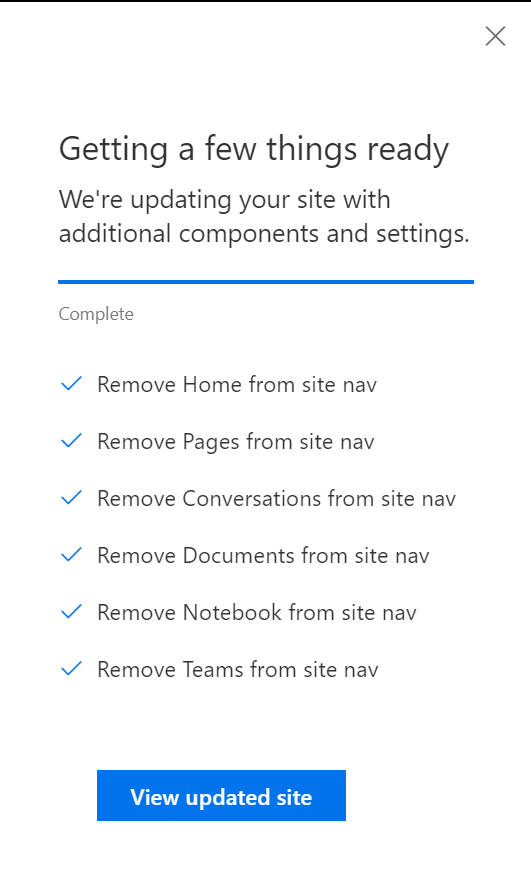 Getting a few things ready
We're updating your site with
additional components and settings.
Complete
Remove Home from site nav
Remove Pages from site nav
Remove Conversations from site nav
Remove Documents from site nav
Remove Notebook from site nav
Remove Teams from site nav
View updated site